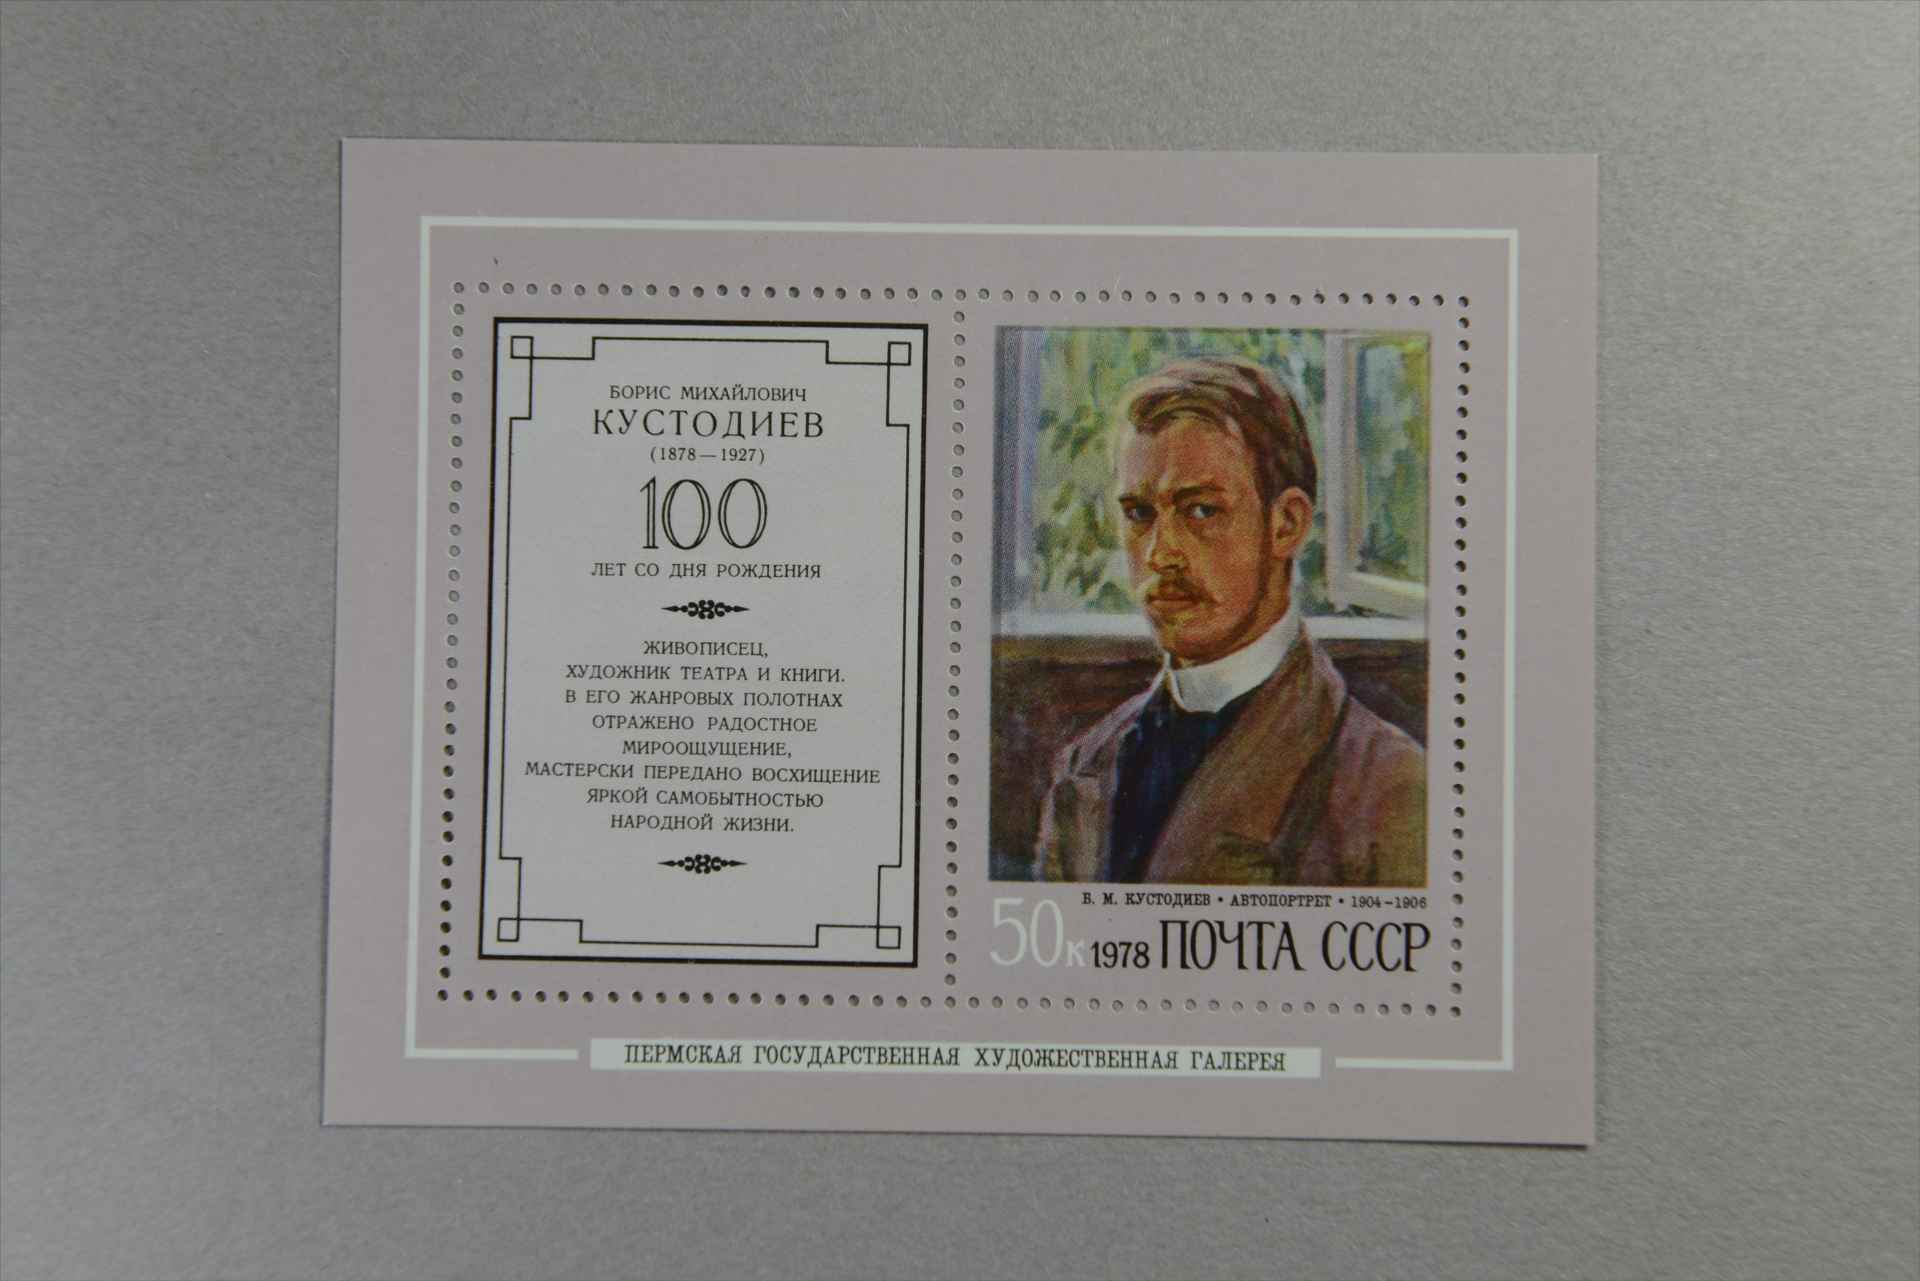 БОРИС МИХАЙЛОВИЧ
КУСТОДИЕВ
(1878—1927)
100
ЛЕТ СО ДНЯ РОЖДЕНИЯ
ЖИВОПИСЕЦ,
ХУДОЖНИК ТЕАТРА И КНИГИ.
В ЕГО ЖАНРОВЫХ ПОЛОТНАХ
ОТРАЖЕНО РАДОСТНОЕ
МИРООЩУЩЕНИЕ,
МАСТЕРСКИ ПЕРЕДАНО ВОСХИЩЕНИЕ
ЯРКОЙ САМОБЫТНОСТЬЮ
НАРОДНОЙ ЖИЗНИ.
Б. М. КУСТОДИЕВ • АВТОПОРТРЕТ • 1904-1906
50к 1978 ПОЧТА СССР
ПЕРМСКАЯ ГОСУДАРСТВЕННАЯ ХУДОЖЕСТВЕННАЯ ГАЛЕРЕЯ